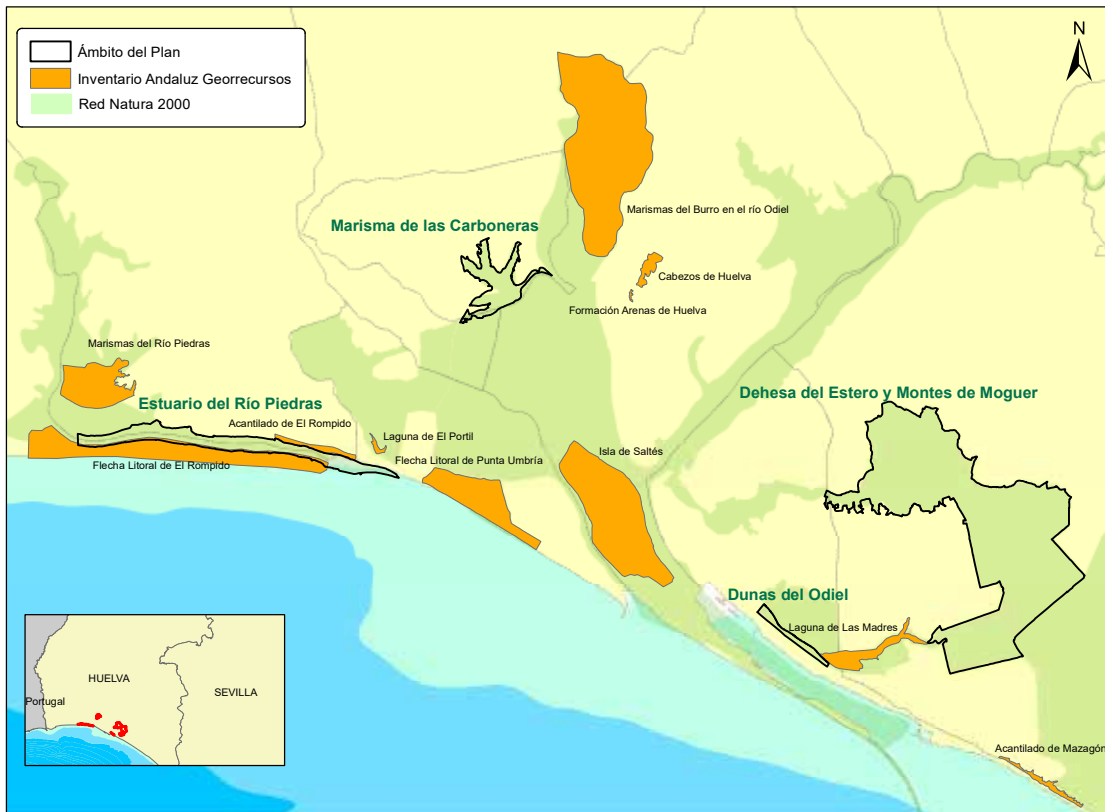 Ámbito del Plan
Inventario Andaluz Georrecursos
Red Natura 2000
N
Marismas del Burro en el río Odiel
Marisma de las Carboneras
Cabezos de Huelva
Formación Arenas de Huelva
Marismas del Río Piedras
Estuario del Río Piedras
Dehesa del Estero y Montes de Moguer
Acantilado de El Rompido
Laguna de El Portil
Isla de Saltés
Flecha Litoral de El Rompido
Flecha Litoral de Punta Umbría
Dunas del Odiel
Laguna de Las Madres
HUELVA
SEVILLA
Portugal
Acantilado de Mazagón